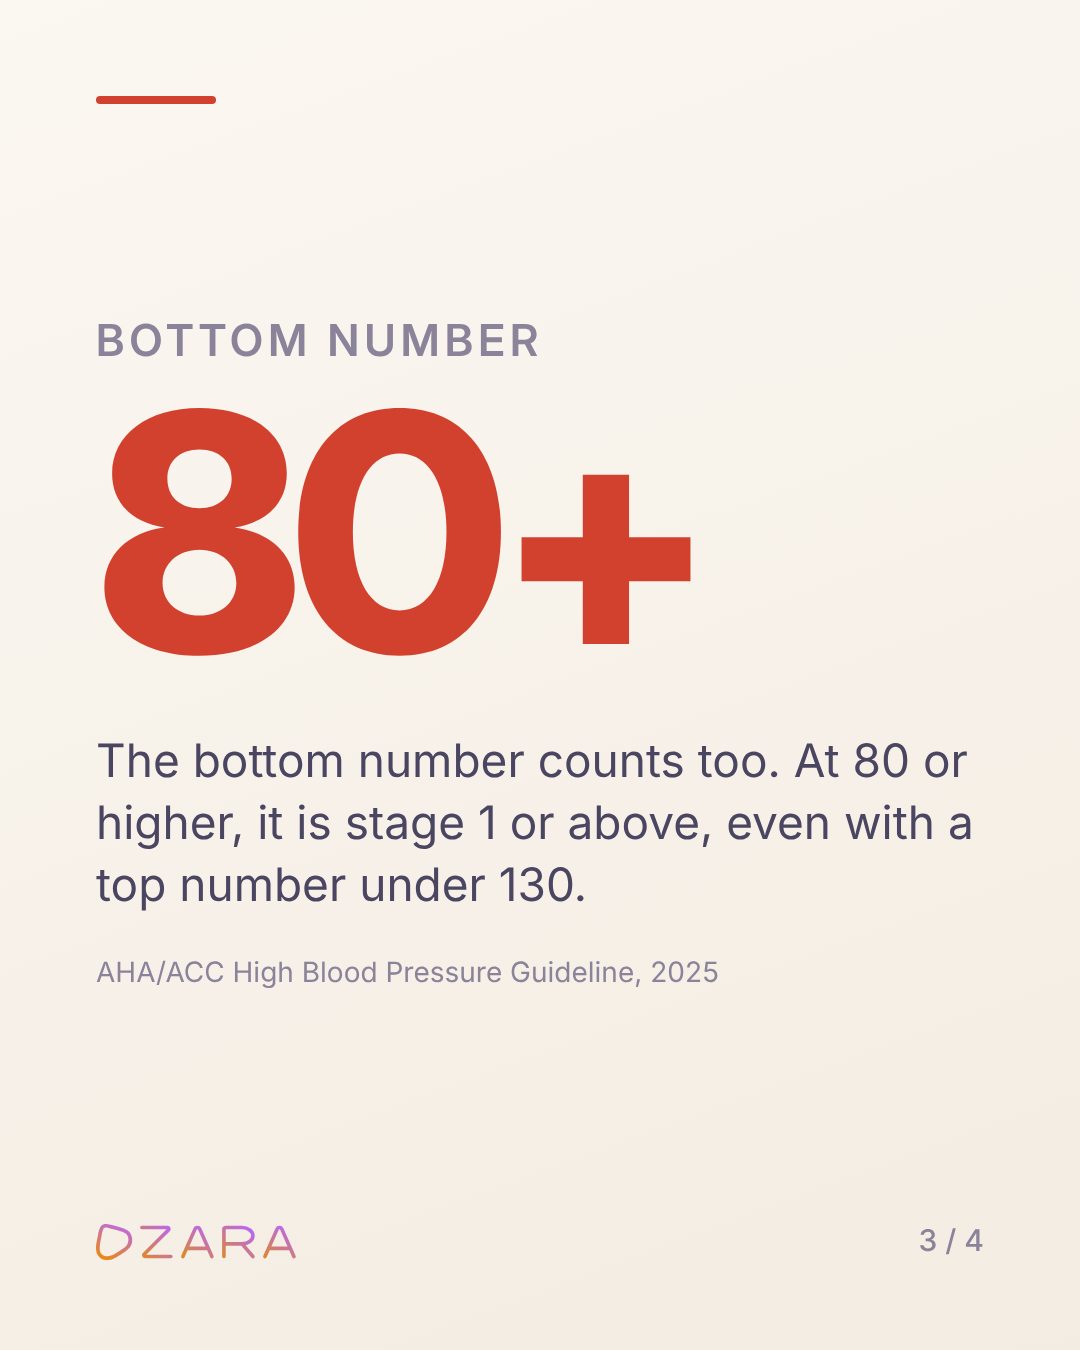 BOTTOM NUMBER
80+
The bottom number counts too. At 80 or
higher, it is stage 1 or above, even with a
top number under 130.
AHA/ACC High Blood Pressure Guideline, 2025
DZARA
3 / 4